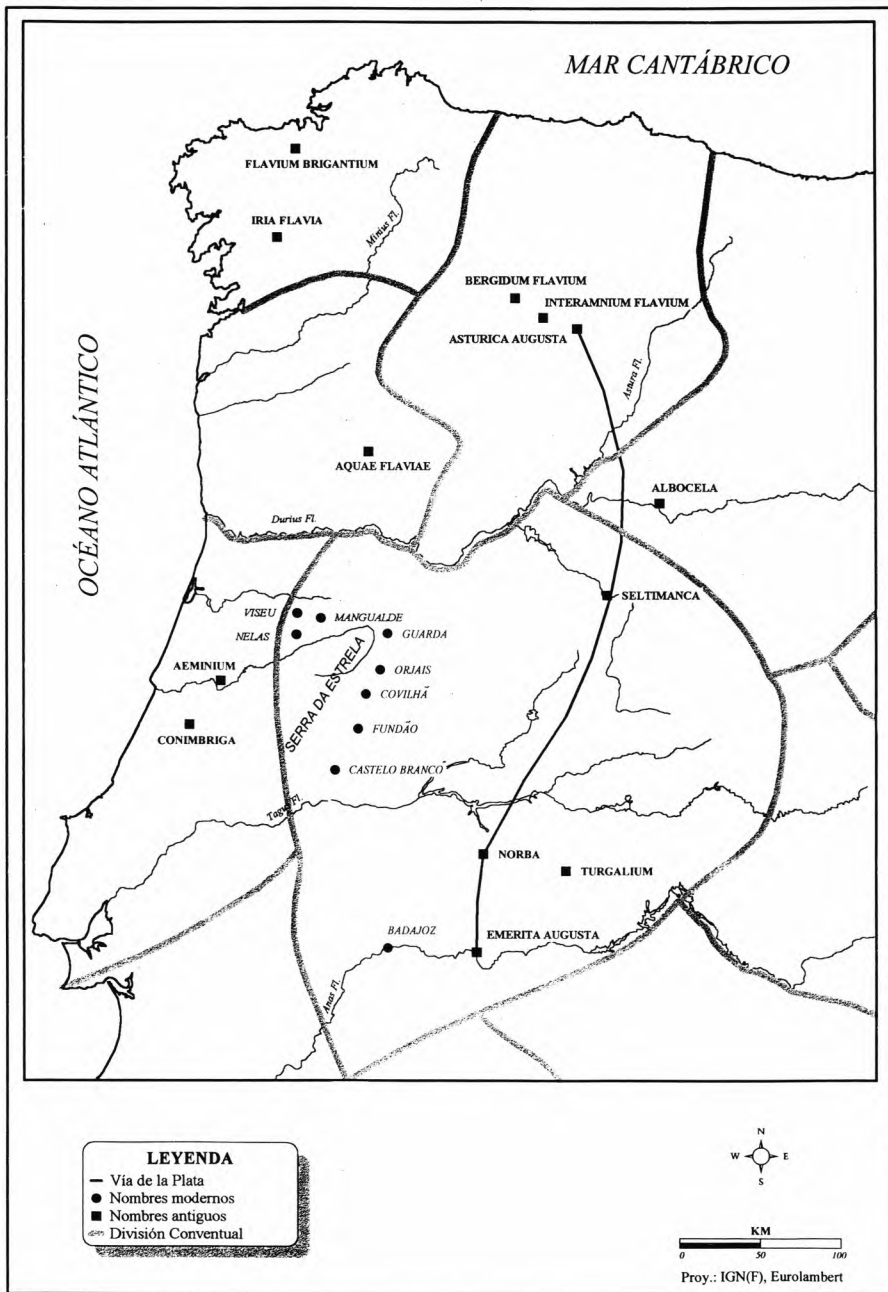 MAR CANTÁBRICO
FLAVIUM BRIGANTIUM
IRIA FLAVIA
Minius Fl.
BERGIDUM FLAVIUM
INTERAMNIUM FLAVIUM
ASTURICA AUGUSTA
Astura Fl.
OCÉANO ATLÁNTICO
AQUAE FLAVIAE
ALBOCELA
Durius Fl.
SELTIMANCA
VISEU
MANGUALDE
NELAS
GUARDA
AEMINIUM
ORJAIS
SERRA DA ESTRELA
COVILHÃ
CONIMBRIGA
FUNDÃO
CASTELO BRANCO
Tagus Fl.
NORBA
TURGALIUM
BADAJOZ
EMERITA AUGUSTA
Anas Fl.
LEYENDA
Vía de la Plata
Nombres modernos
Nombres antiguos
División Conventual
N
W E
S
KM
0 50 100
Proy.: IGN(F), Eurolambert